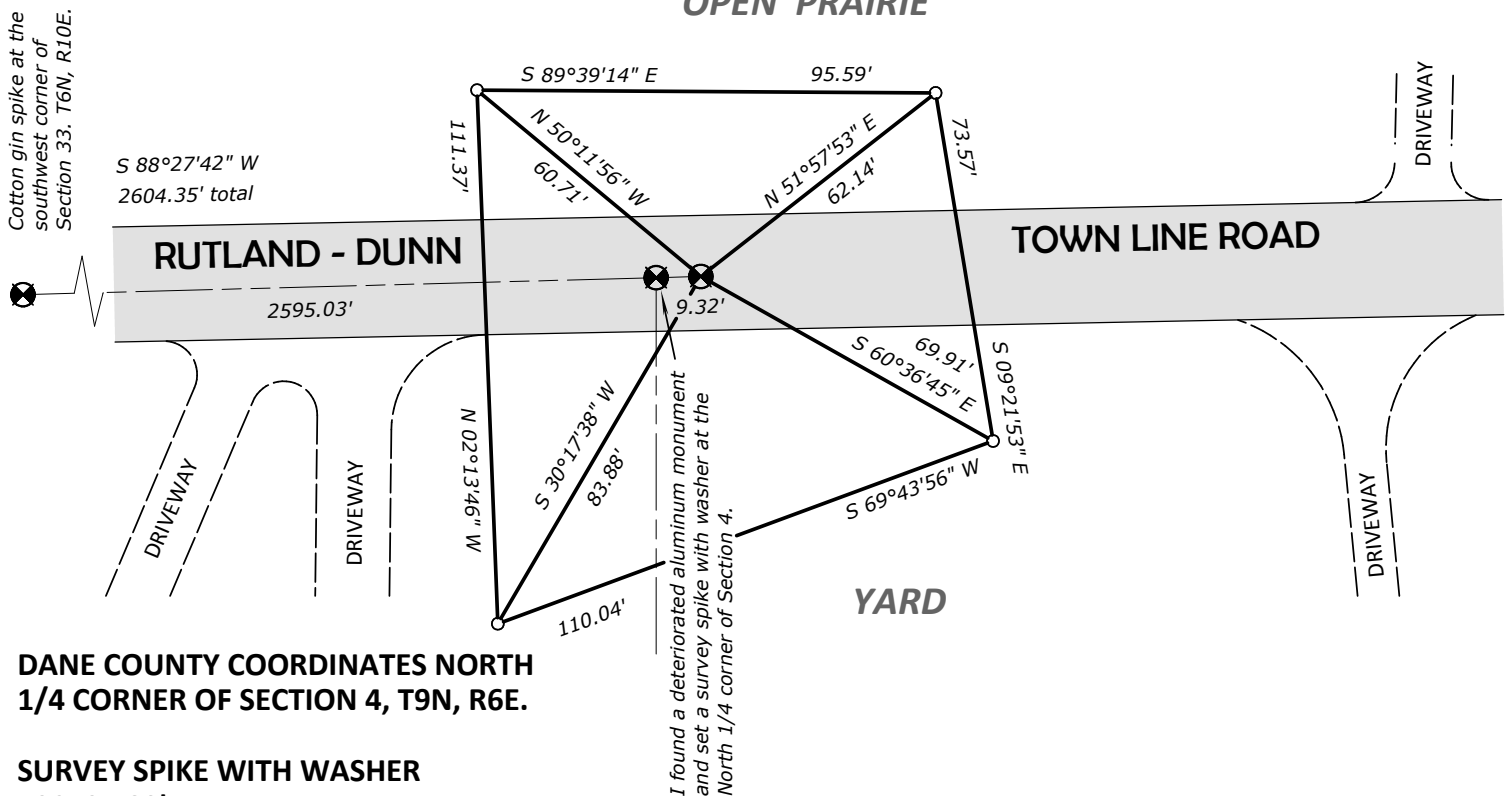 OPEN PRAIRIE
Cotton gin spike at the
southwest corner of
Section 33. T6N, R10E.
S 89°39'14" E
95.59'
S 88°27'42" W
2604.35' total
111.37'
N 50°11'56" W
60.71'
N 51°57'53" E
62.14'
73.57'
DRIVEWAY
RUTLAND - DUNN
TOWN LINE ROAD
2595.03'
9.32'
S 60°36'45" E
69.91'
S 09°21'53" E
N 02°13'46" W
S 30°17'38" W
83.88'
S 69°43'56" W
110.04'
DRIVEWAY
DRIVEWAY
DRIVEWAY
I found a deteriorated aluminum monument
and set a survey spike with washer at the
North 1/4 corner of Section 4.
YARD
DANE COUNTY COORDINATES NORTH
1/4 CORNER OF SECTION 4, T9N, R6E.
SURVEY SPIKE WITH WASHER